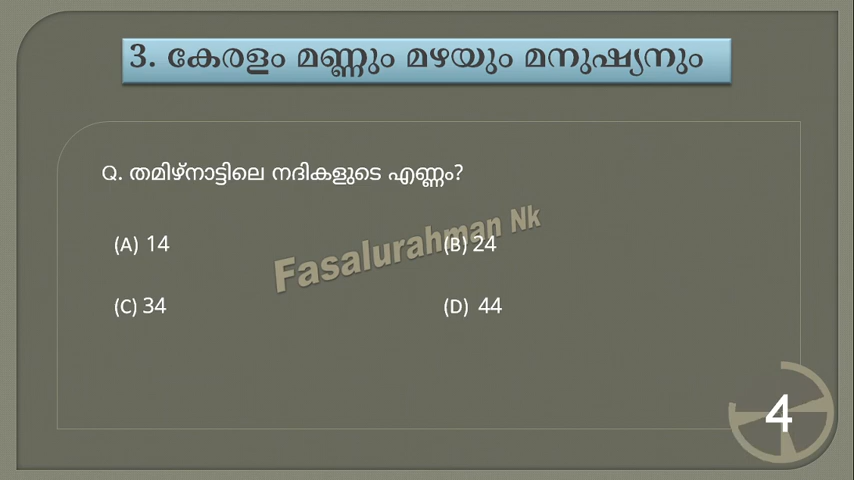 3. കേരളം മണ്ണും മഴയും മനുഷ്യനും
Q. തമിഴ്നാട്ടിലെ നദികളുടെ എണ്ണം?
(A) 14
(B) 24
(C) 34
(D) 44
Fasalurahman Nk
4